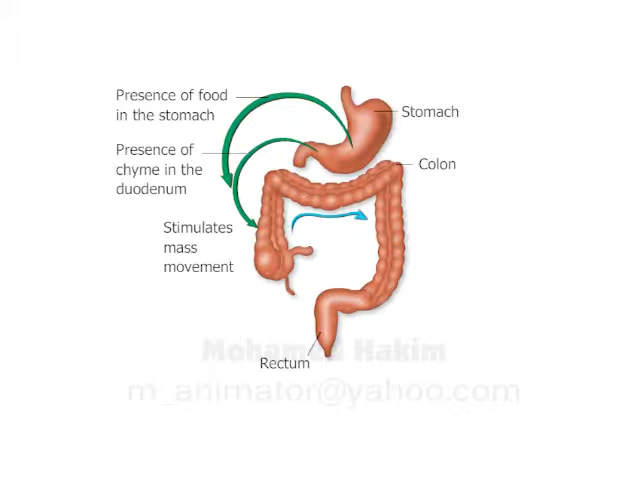 Presence of food
in the stomach
Stomach
Presence of
chyme in the
duodenum
Colon
Stimulates
mass
movement
Mohamed Hakim
Rectum
m_animator@yahoo.com